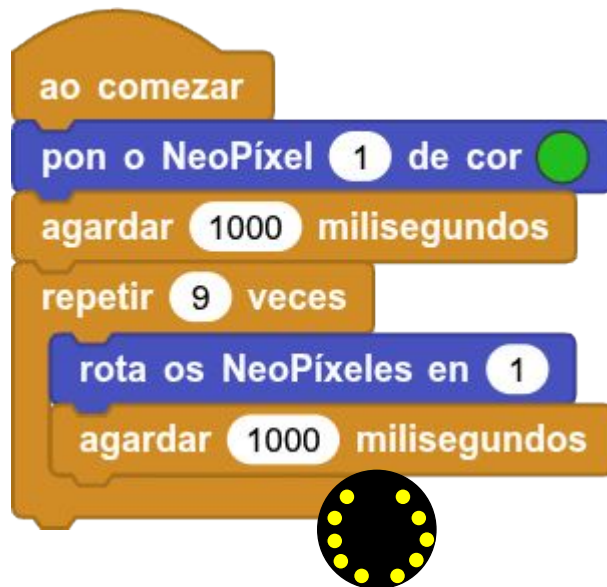 ao comezar
pon o NeoPíxel 1 de cor
agardar 1000 milisegundos
repetir 9 veces
rota os NeoPíxeles en 1
agardar 1000 milisegundos